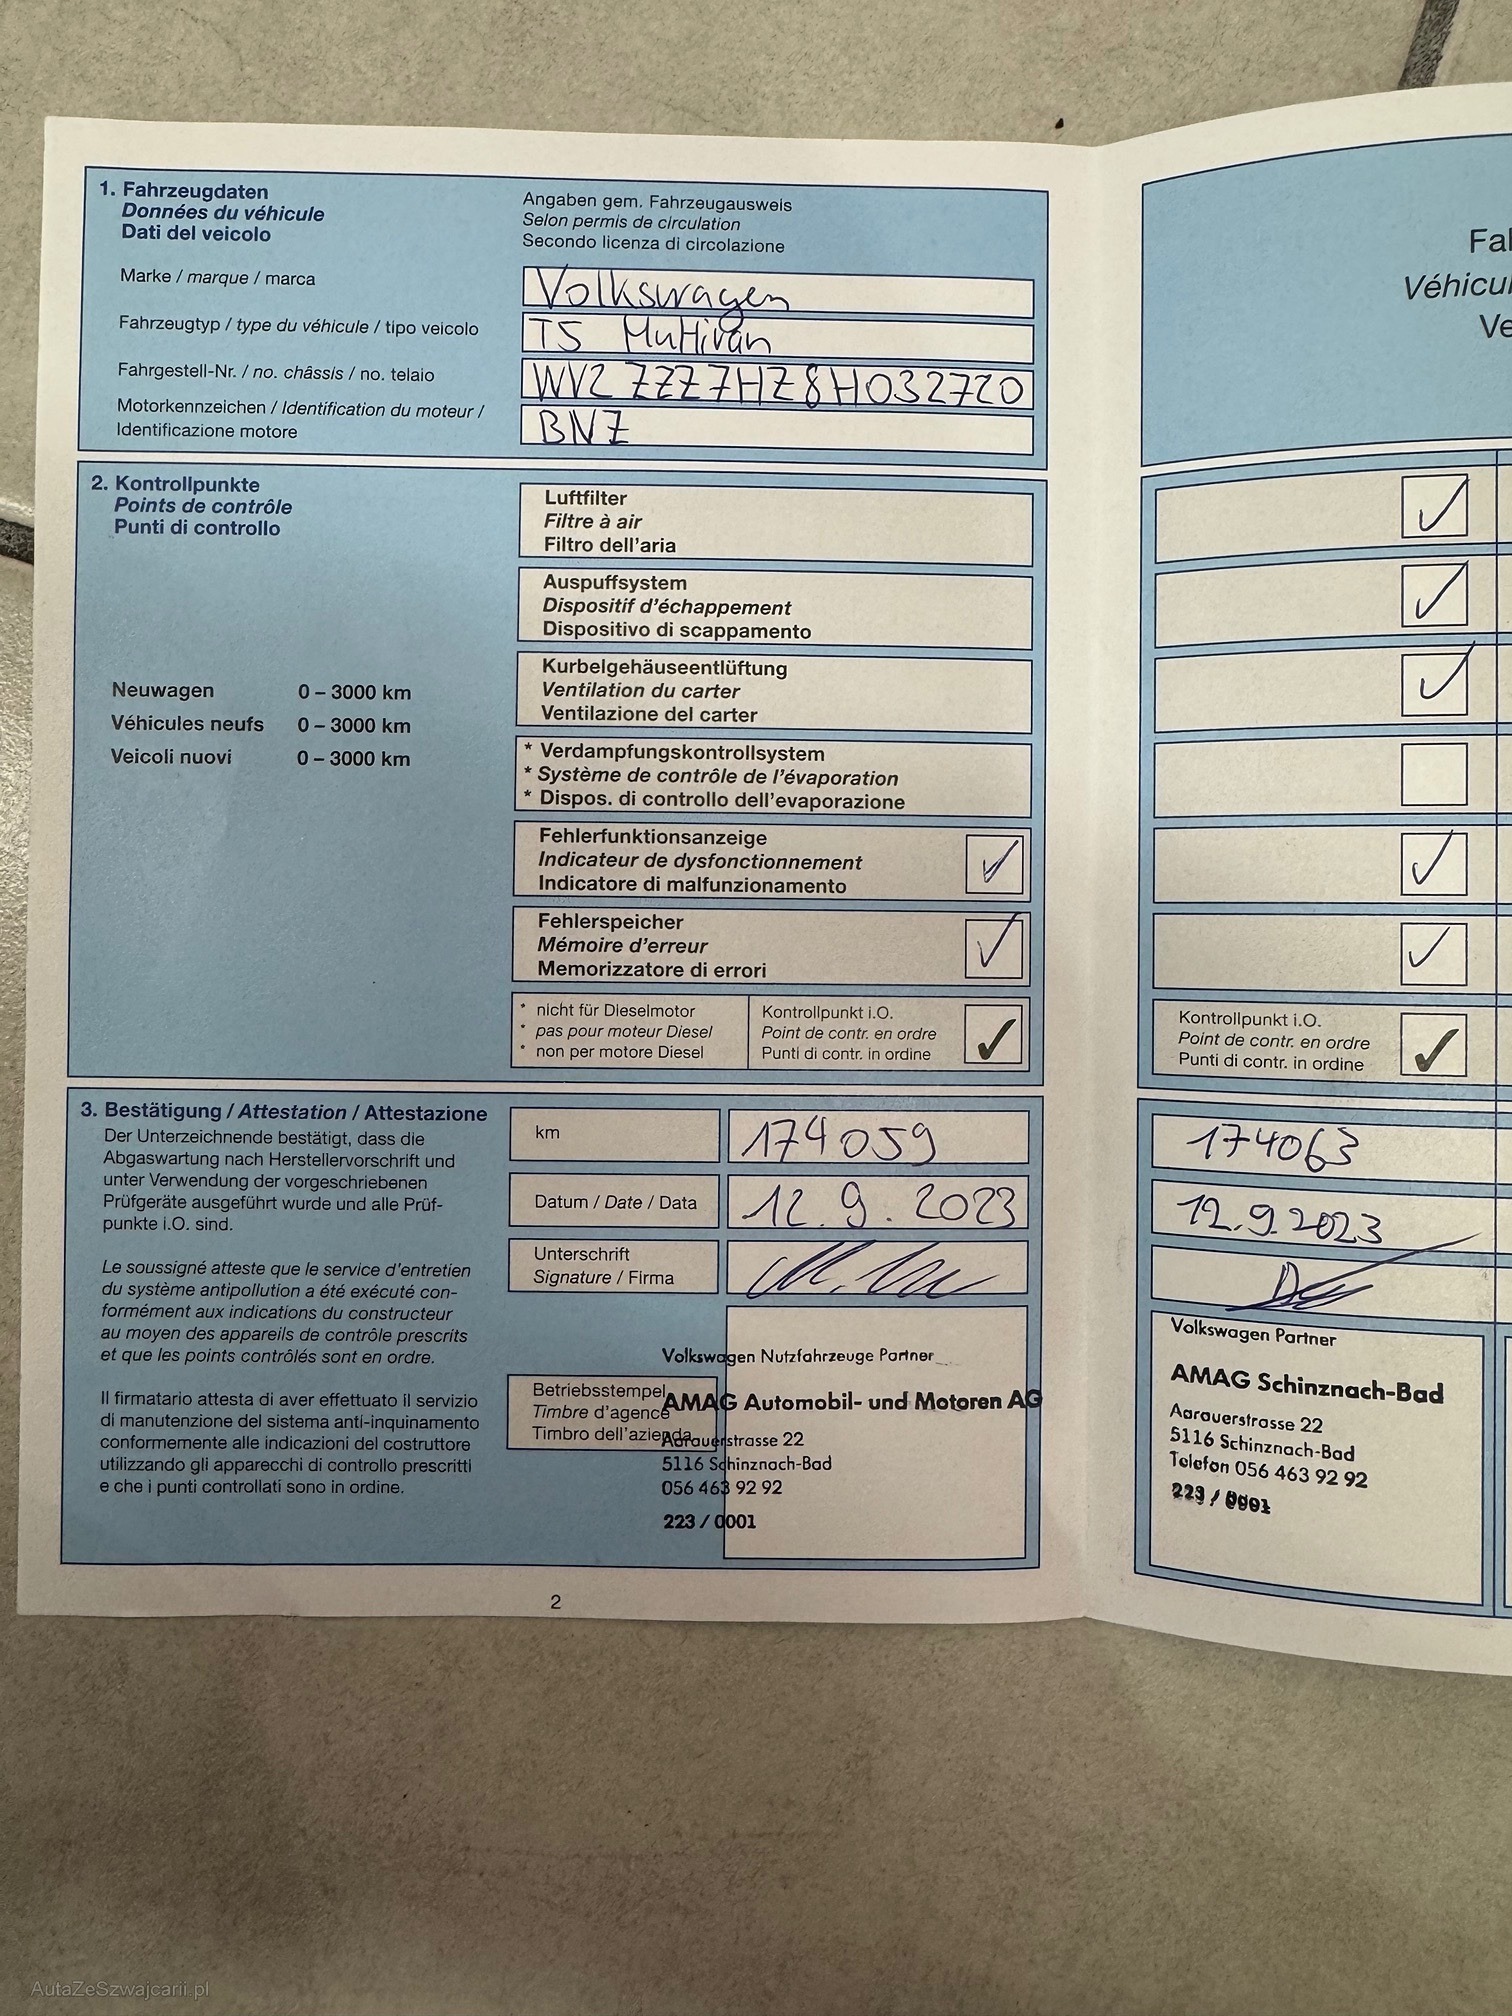 1. Fahrzeugdaten
Données du véhicule
Dati del veicolo
Angaben gem. Fahrzeugausweis
Selon permis de circulation
Secondo licenza di circolazione
Marke / marque / marca
Volkswagen
Fahrzeugtyp / type du véhicule / tipo veicolo
T5 Multivan
Fahrgestell-Nr. / no. châssis / no. telaio
WV2 ZZZ 7HZ 8H032720
Motorkennzeichen / Identification du moteur /
Identificazione motore
BNZ
2. Kontrollpunkte
Points de contrôle
Punti di controllo
Neuwagen 0 – 3000 km
Véhicules neufs 0 – 3000 km
Veicoli nuovi 0 – 3000 km
Luftfilter
Filtre à air
Filtro dell'aria
Auspuffsystem
Dispositif d'échappement
Dispositivo di scappamento
Kurbelgehäuseentlüftung
Ventilation du carter
Ventilazione del carter
* Verdampfungskontrollsystem
* Système de contrôle de l'évaporation
* Dispos. di controllo dell'evaporazione
Fehlerfunktionsanzeige
Indicateur de dysfonctionnement
Indicatore di malfunzionamento
Fehlerspeicher
Mémoire d'erreur
Memorizzatore di errori
* nicht für Dieselmotor
* pas pour moteur Diesel
* non per motore Diesel
Kontrollpunkt i.O.
Point de contr. en ordre
Punti di contr. in ordine
3. Bestätigung / Attestation / Attestazione
Der Unterzeichnende bestätigt, dass die
Abgaswartung nach Herstellervorschrift und
unter Verwendung der vorgeschriebenen
Prüfgeräte ausgeführt wurde und alle Prüf-
punkte i.O. sind.
Le soussigné atteste que le service d'entretien
du système antipollution a été exécuté con-
formément aux indications du constructeur
au moyen des appareils de contrôle prescrits
et que les points contrôlés sont en ordre.
Il firmatario attesta di aver effettuato il servizio
di manutenzione del sistema anti-inquinamento
conformemente alle indicazioni del costruttore
utilizzando gli apparecchi di controllo prescritti
e che i punti controllati sono in ordine.
km
174059
Datum / Date / Data
12.9.2023
Unterschrift
Signature / Firma
Betriebsstempel
Timbre d'agence
Timbro dell'azienda
Volkswagen Nutzfahrzeuge Partner
AMAG Automobil- und Motoren AG
Aarauerstrasse 22
5116 Schinznach-Bad
056 463 92 92
223 / 0001
2
Fa
Véhicu
Ve
Kontrollpunkt i.O.
Point de contr. en ordre
Punti di contr. in ordine
174063
12.9.2023
Volkswagen Partner
AMAG Schinznach-Bad
Aarauerstrasse 22
5116 Schinznach-Bad
Telefon 056 463 92 92
223 / 0001
AutaZeSzwajcarii.pl